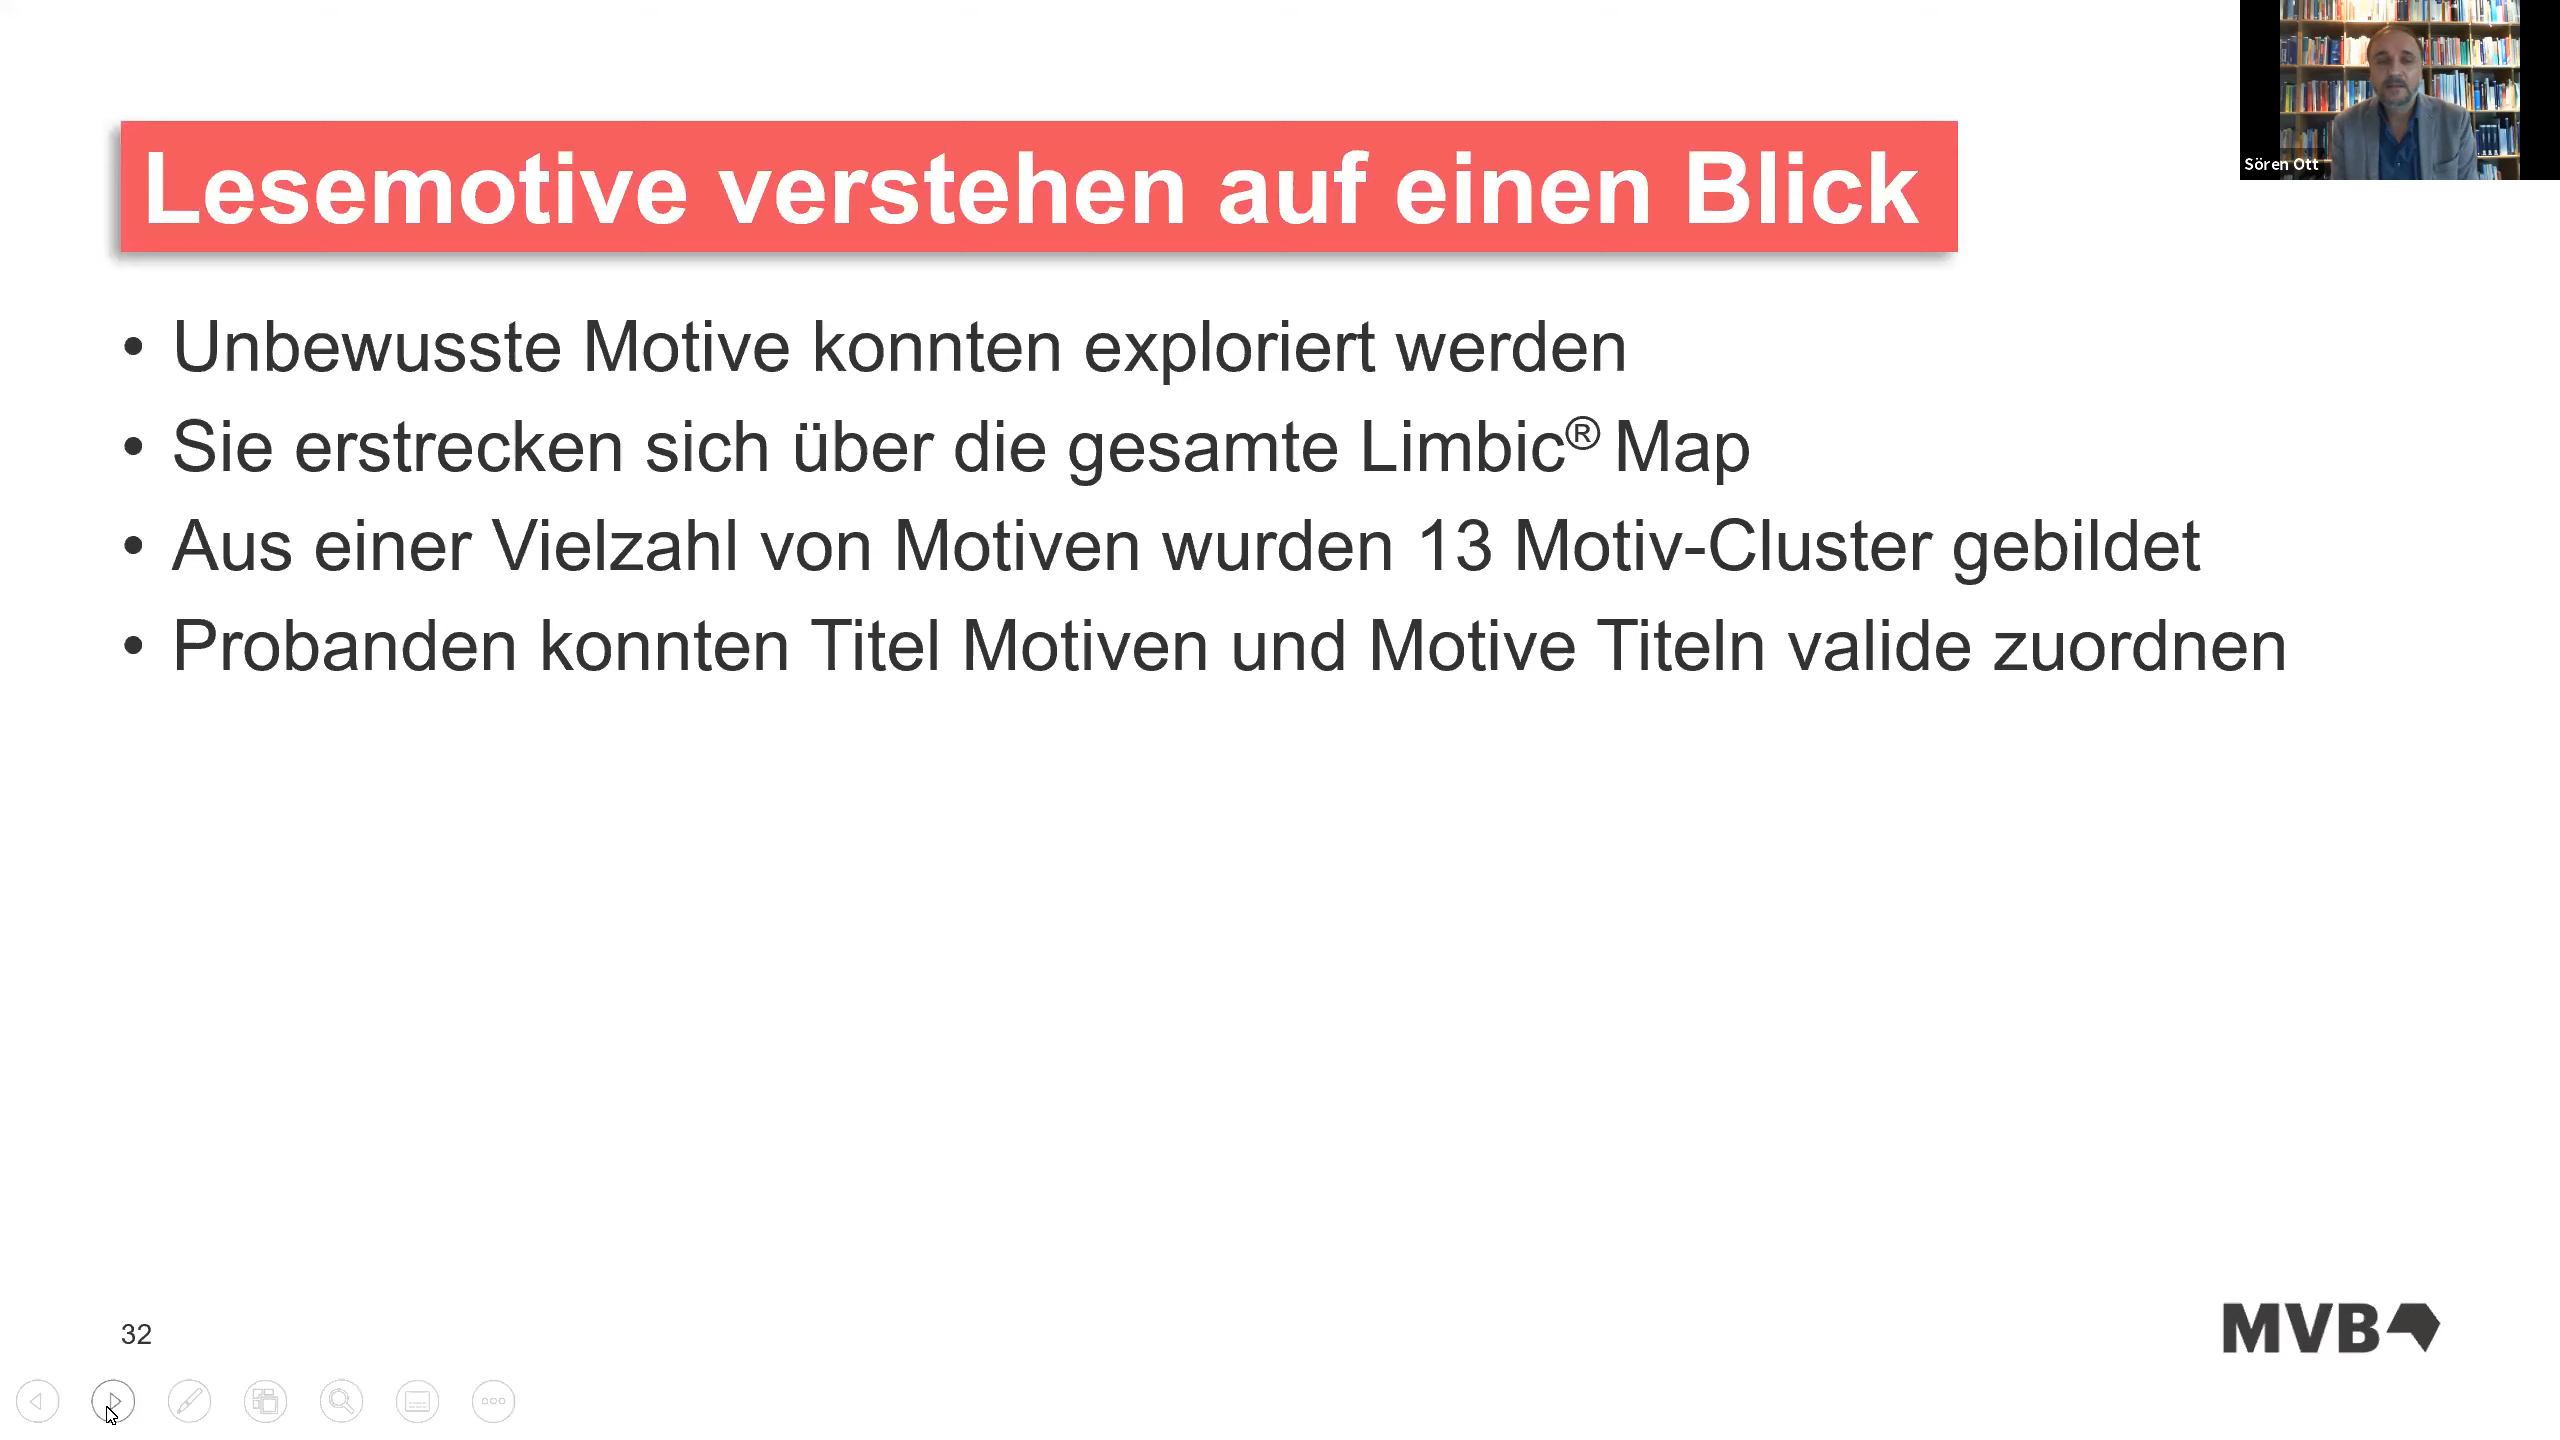 Sören Ott
Lesemotive verstehen auf einen Blick
• Unbewusste Motive konnten exploriert werden
• Sie erstrecken sich über die gesamte Limbic® Map
• Aus einer Vielzahl von Motiven wurden 13 Motiv-Cluster gebildet
• Probanden konnten Titel Motiven und Motive Titeln valide zuordnen
32
MVB